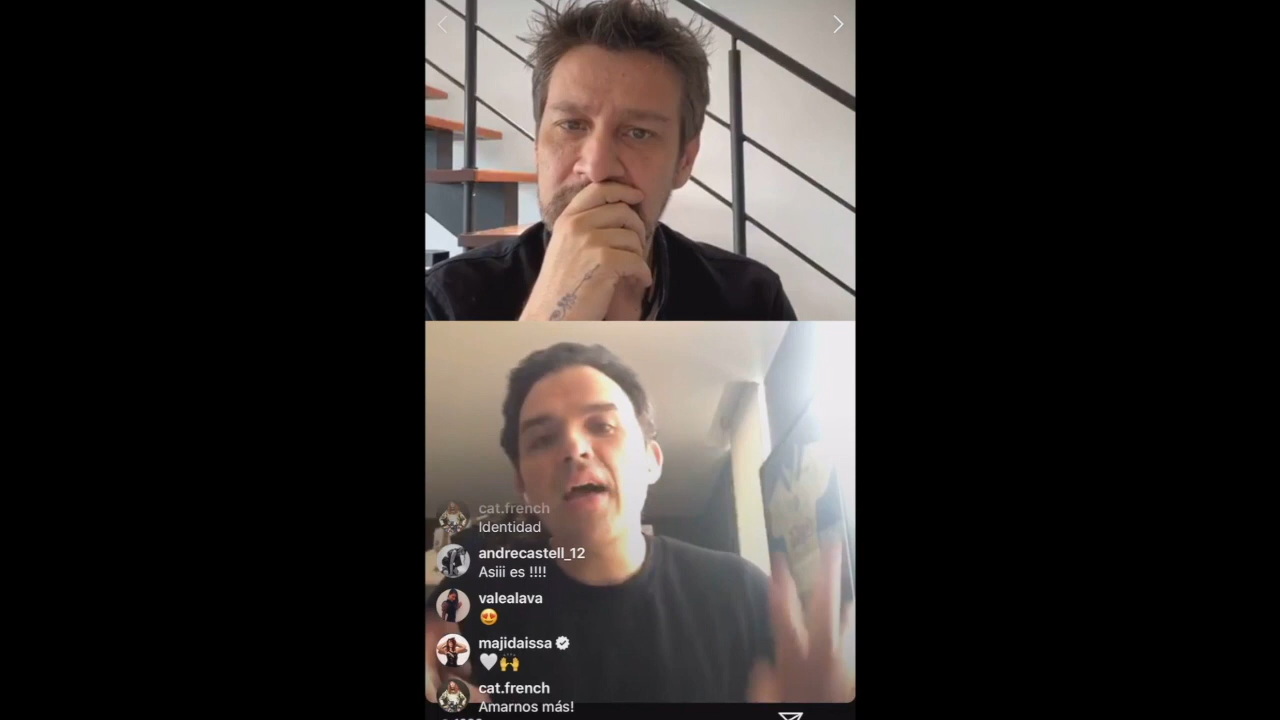 cat.french
Identidad
andrecastell_12
Asiii es !!!!
valealava
😍
majidaissa
🤍🙌
cat.french
Amarnos más!